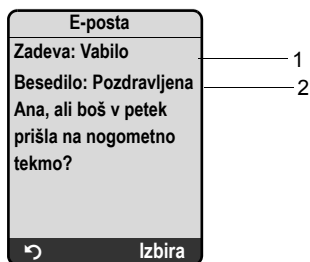 E-posta
Zadeva: Vabilo
1
Besedilo: Pozdravljena
2
Ana, ali boš v petek
prišla na nogometno
tekmo?
Izbira